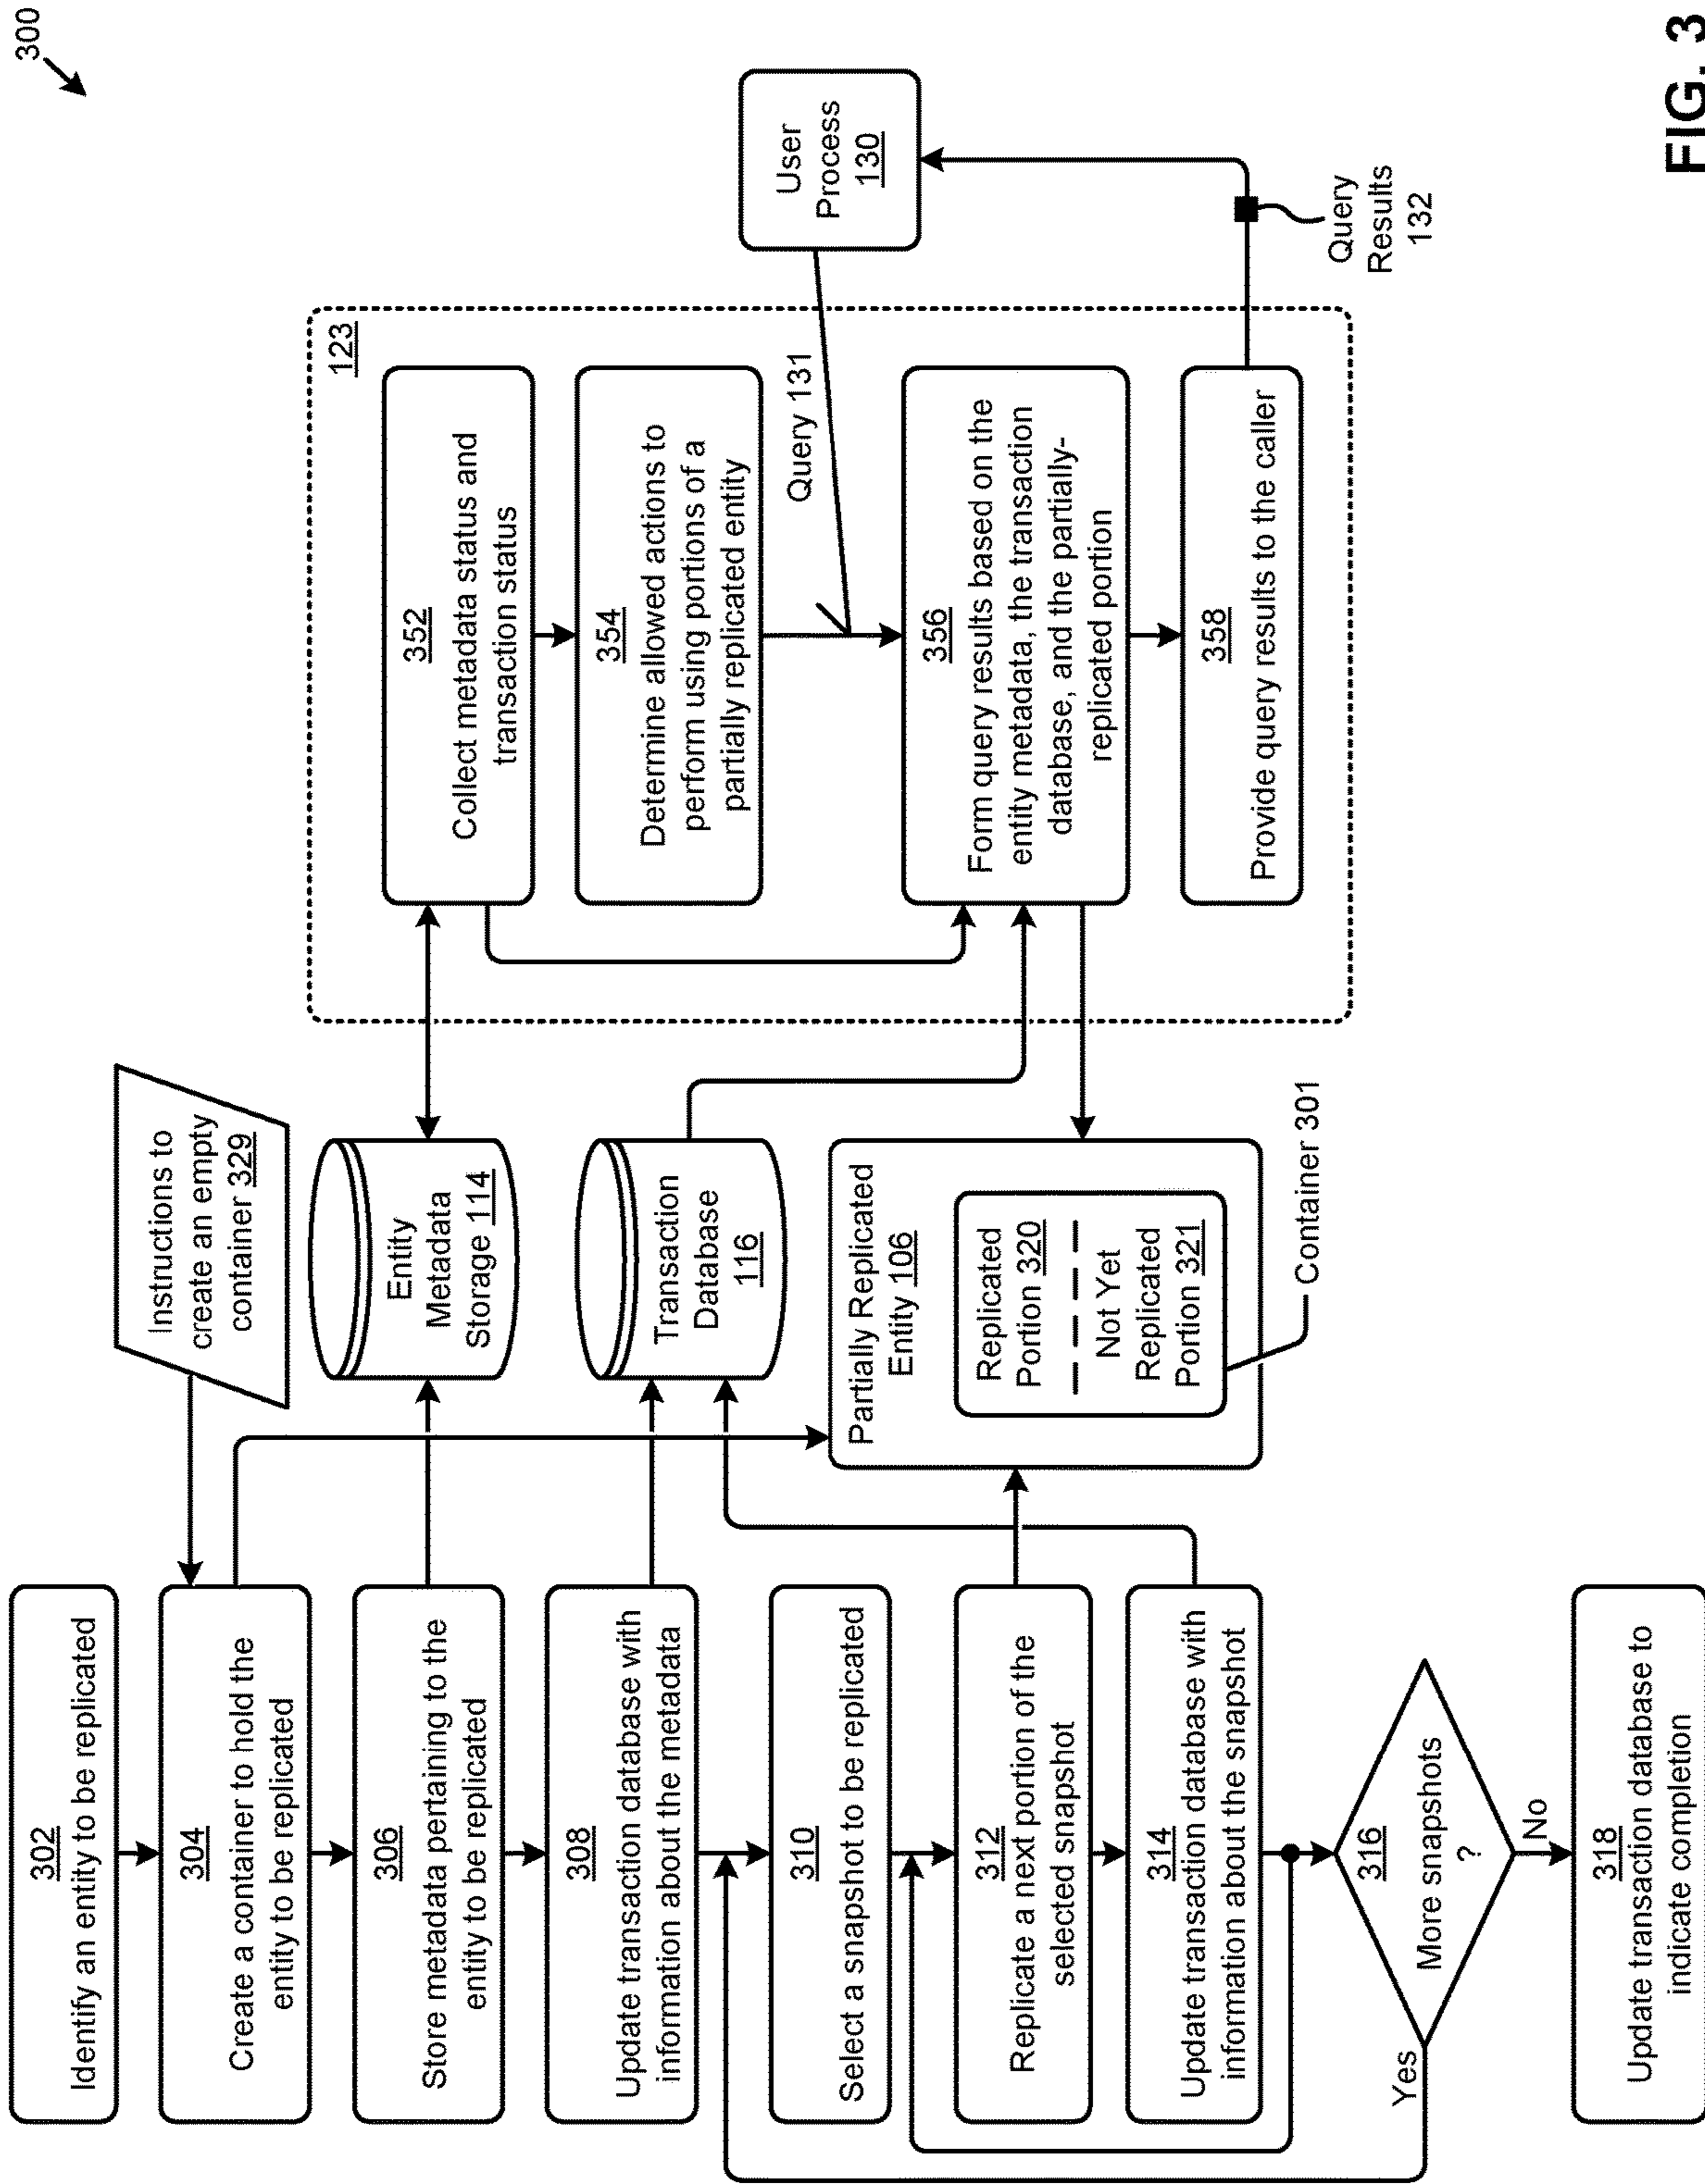 300
302
Identify an entity to be replicated
304
Create a container to hold the
entity to be replicated
306
Store metadata pertaining to the
entity to be replicated
308
Update transaction database with
information about the metadata
310
Select a snapshot to be replicated
312
Replicate a next portion of the
selected snapshot
314
Update transaction database with
information about the snapshot
316
More snapshots
?
Yes
No
318
Update transaction database to
indicate completion
Instructions to
create an empty
container 329
Entity
Metadata
Storage 114
Transaction
Database
116
Partially Replicated
Entity 106
Replicated
Portion 320
Not Yet
Replicated
Portion 321
Container 301
123
352
Collect metadata status and
transaction status
354
Determine allowed actions to
perform using portions of a
partially replicated entity
Query 131
356
Form query results based on the
entity metadata, the transaction
database, and the partially-
replicated portion
358
Provide query results to the caller
User
Process
130
Query
Results
132
FIG. 3